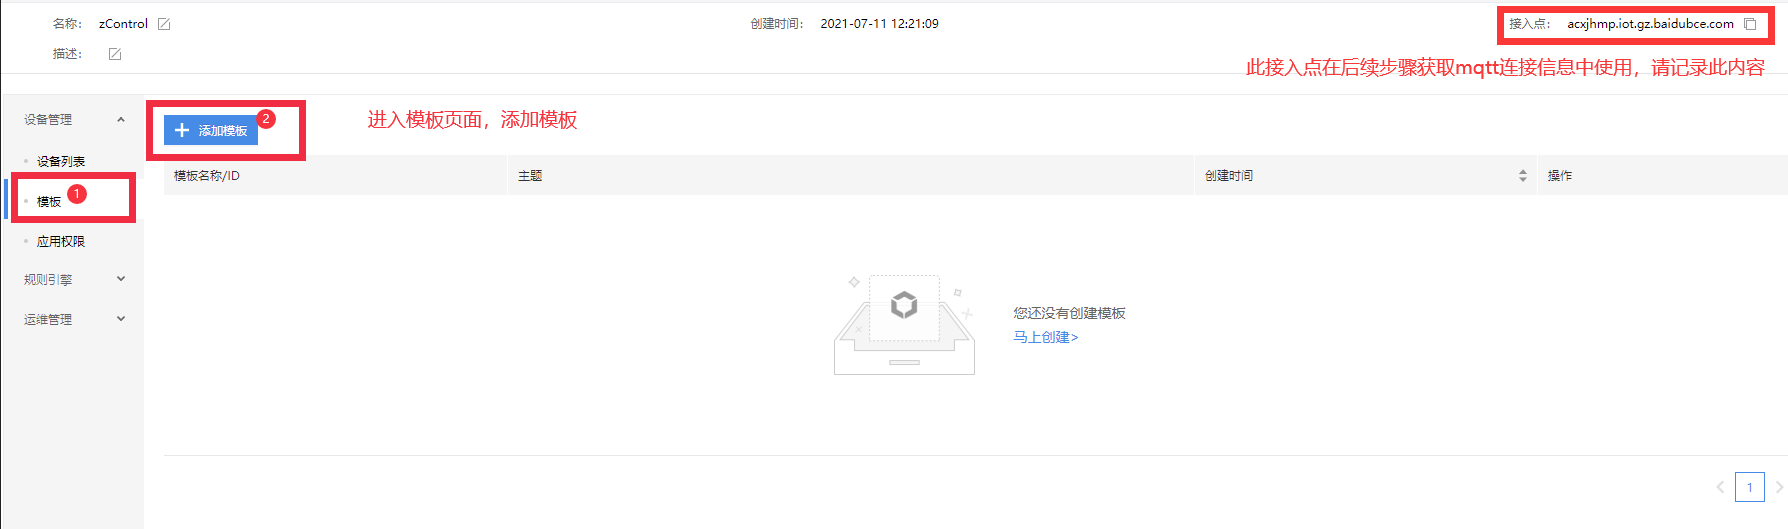 名称： zControl
创建时间： 2021-07-11 12:21:09
接入点： acxjhmp.iot.gz.baidubce.com
描述：
此接入点在后续步骤获取mqtt连接信息中使用，请记录此内容
设备管理
设备列表
模板 1
应用权限
规则引擎
运维管理
添加模板 2
进入模板页面，添加模板
模板名称/ID 主题 创建时间 操作
您还没有创建模板
马上创建>
1